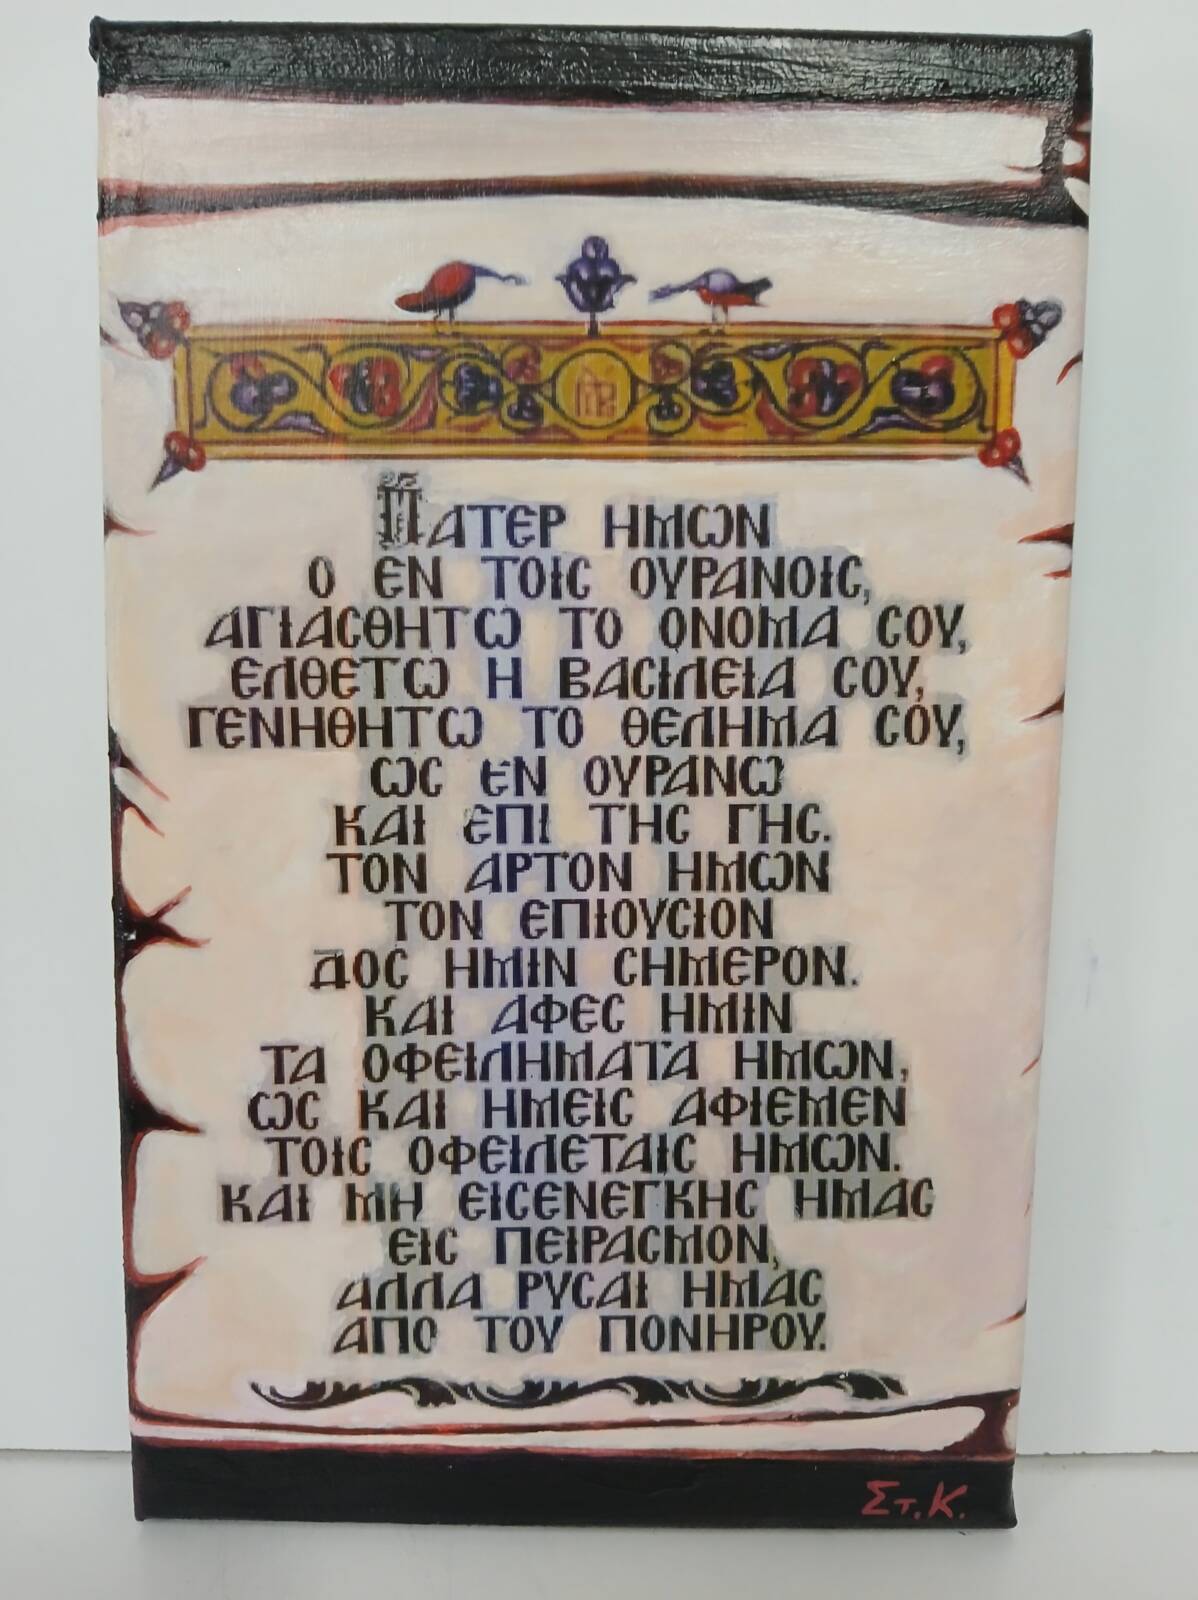 ΠΑΤΕΡ ΗΜΩΝ
Ο ΕΝ ΤΟΙΣ ΟΥΡΑΝΟΙΣ,
ΑΓΙΑΣΘΗΤΩ ΤΟ ΟΝΟΜΑ ΣΟΥ,
ΕΛΘΕΤΩ Η ΒΑΣΙΛΕΙΑ ΣΟΥ,
ΓΕΝΗΘΗΤΩ ΤΟ ΘΕΛΗΜΑ ΣΟΥ,
ΩΣ ΕΝ ΟΥΡΑΝΩ
ΚΑΙ ΕΠΙ ΤΗΣ ΓΗΣ.
ΤΟΝ ΑΡΤΟΝ ΗΜΩΝ
ΤΟΝ ΕΠΙΟΥΣΙΟΝ
ΔΟΣ ΗΜΙΝ ΣΗΜΕΡΟΝ.
ΚΑΙ ΑΦΕΣ ΗΜΙΝ
ΤΑ ΟΦΕΙΛΗΜΑΤΑ ΗΜΩΝ,
ΩΣ ΚΑΙ ΗΜΕΙΣ ΑΦΙΕΜΕΝ
ΤΟΙΣ ΟΦΕΙΛΕΤΑΙΣ ΗΜΩΝ.
ΚΑΙ ΜΗ ΕΙΣΕΝΕΓΚΗΣ ΗΜΑΣ
ΕΙΣ ΠΕΙΡΑΣΜΟΝ,
ΑΛΛΑ ΡΥΣΑΙ ΗΜΑΣ
ΑΠΟ ΤΟΥ ΠΟΝΗΡΟΥ.
Στ.Κ.